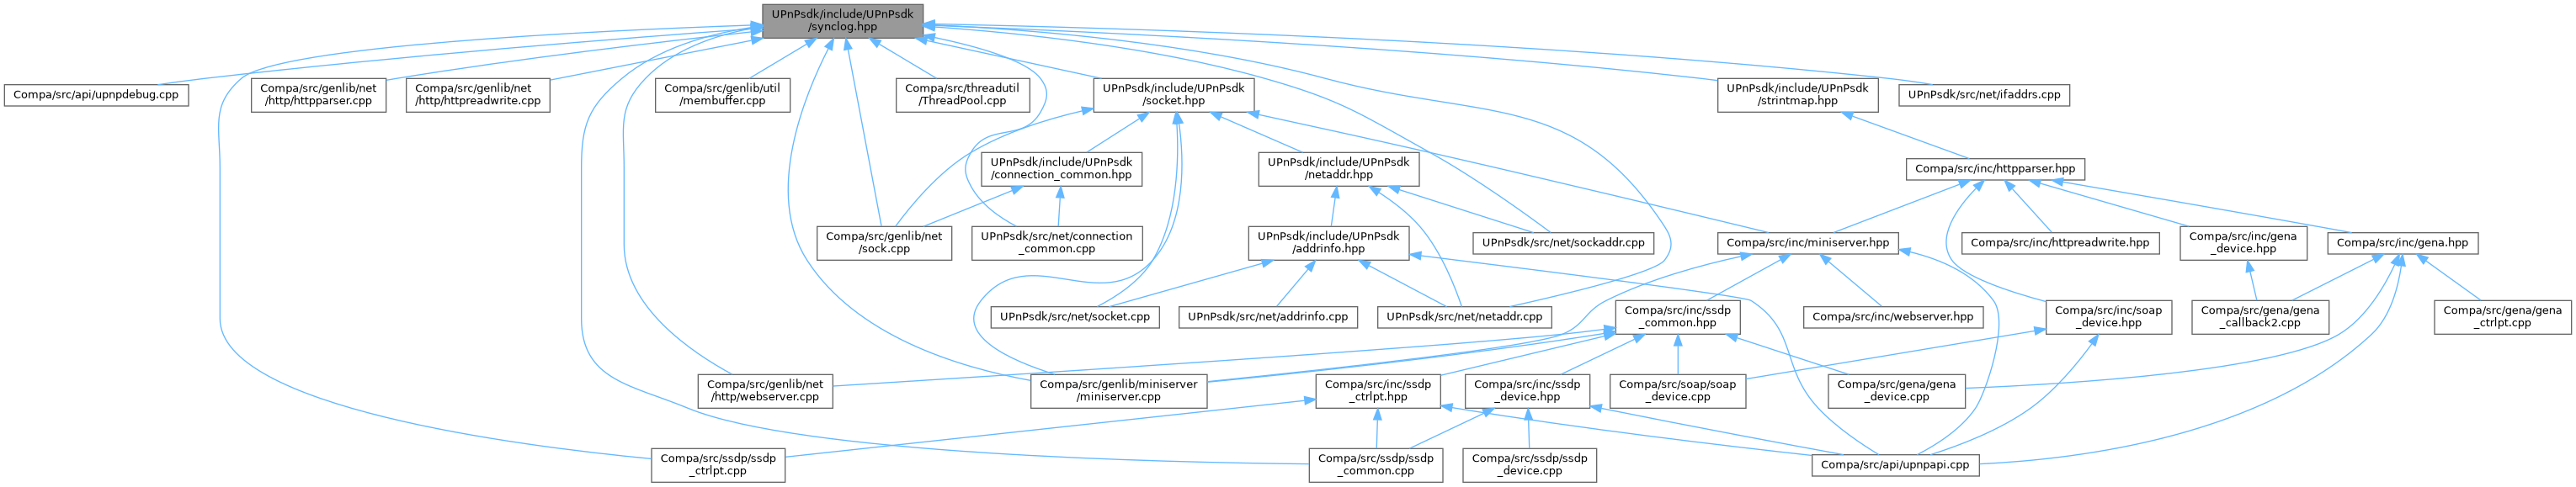 UPnPsdk/include/UPnPsdk
/synclog.hpp
Compa/src/api/upnpdebug.cpp
Compa/src/genlib/net
/http/httpparser.cpp
Compa/src/genlib/net
/http/httpreadwrite.cpp
Compa/src/genlib/util
/membuffer.cpp
Compa/src/threadutil
/ThreadPool.cpp
UPnPsdk/include/UPnPsdk
/socket.hpp
UPnPsdk/include/UPnPsdk
/strintmap.hpp
UPnPsdk/src/net/ifaddrs.cpp
UPnPsdk/include/UPnPsdk
/connection_common.hpp
UPnPsdk/include/UPnPsdk
/netaddr.hpp
Compa/src/inc/httpparser.hpp
Compa/src/genlib/net
/sock.cpp
UPnPsdk/src/net/connection
_common.cpp
UPnPsdk/include/UPnPsdk
/addrinfo.hpp
UPnPsdk/src/net/sockaddr.cpp
Compa/src/inc/miniserver.hpp
Compa/src/inc/httpreadwrite.hpp
Compa/src/inc/gena
_device.hpp
Compa/src/inc/gena.hpp
UPnPsdk/src/net/socket.cpp
UPnPsdk/src/net/addrinfo.cpp
UPnPsdk/src/net/netaddr.cpp
Compa/src/inc/ssdp
_common.hpp
Compa/src/inc/webserver.hpp
Compa/src/inc/soap
_device.hpp
Compa/src/gena/gena
_callback2.cpp
Compa/src/gena/gena
_ctrlpt.cpp
Compa/src/genlib/net
/http/webserver.cpp
Compa/src/genlib/miniserver
/miniserver.cpp
Compa/src/inc/ssdp
_ctrlpt.hpp
Compa/src/inc/ssdp
_device.hpp
Compa/src/soap/soap
_device.cpp
Compa/src/gena/gena
_device.cpp
Compa/src/ssdp/ssdp
_ctrlpt.cpp
Compa/src/ssdp/ssdp
_common.cpp
Compa/src/ssdp/ssdp
_device.cpp
Compa/src/api/upnpapi.cpp